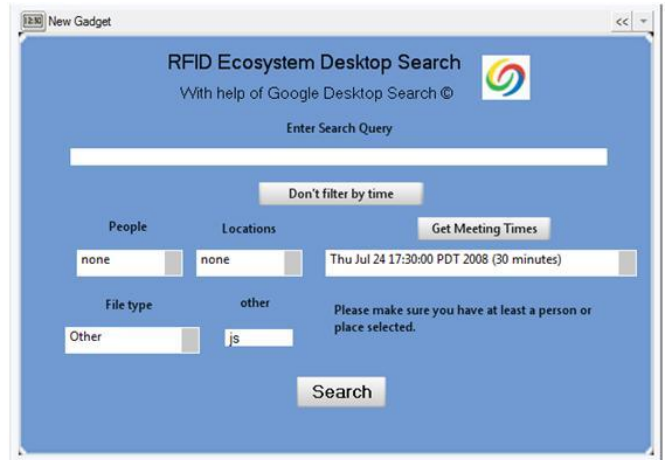 12:30 New Gadget <<
RFID Ecosystem Desktop Search
With help of Google Desktop Search ©
Enter Search Query
Don't filter by time
People Locations Get Meeting Times
none none Thu Jul 24 17:30:00 PDT 2008 (30 minutes)
File type other
Please make sure you have at least a person or
place selected.
Other js
Search